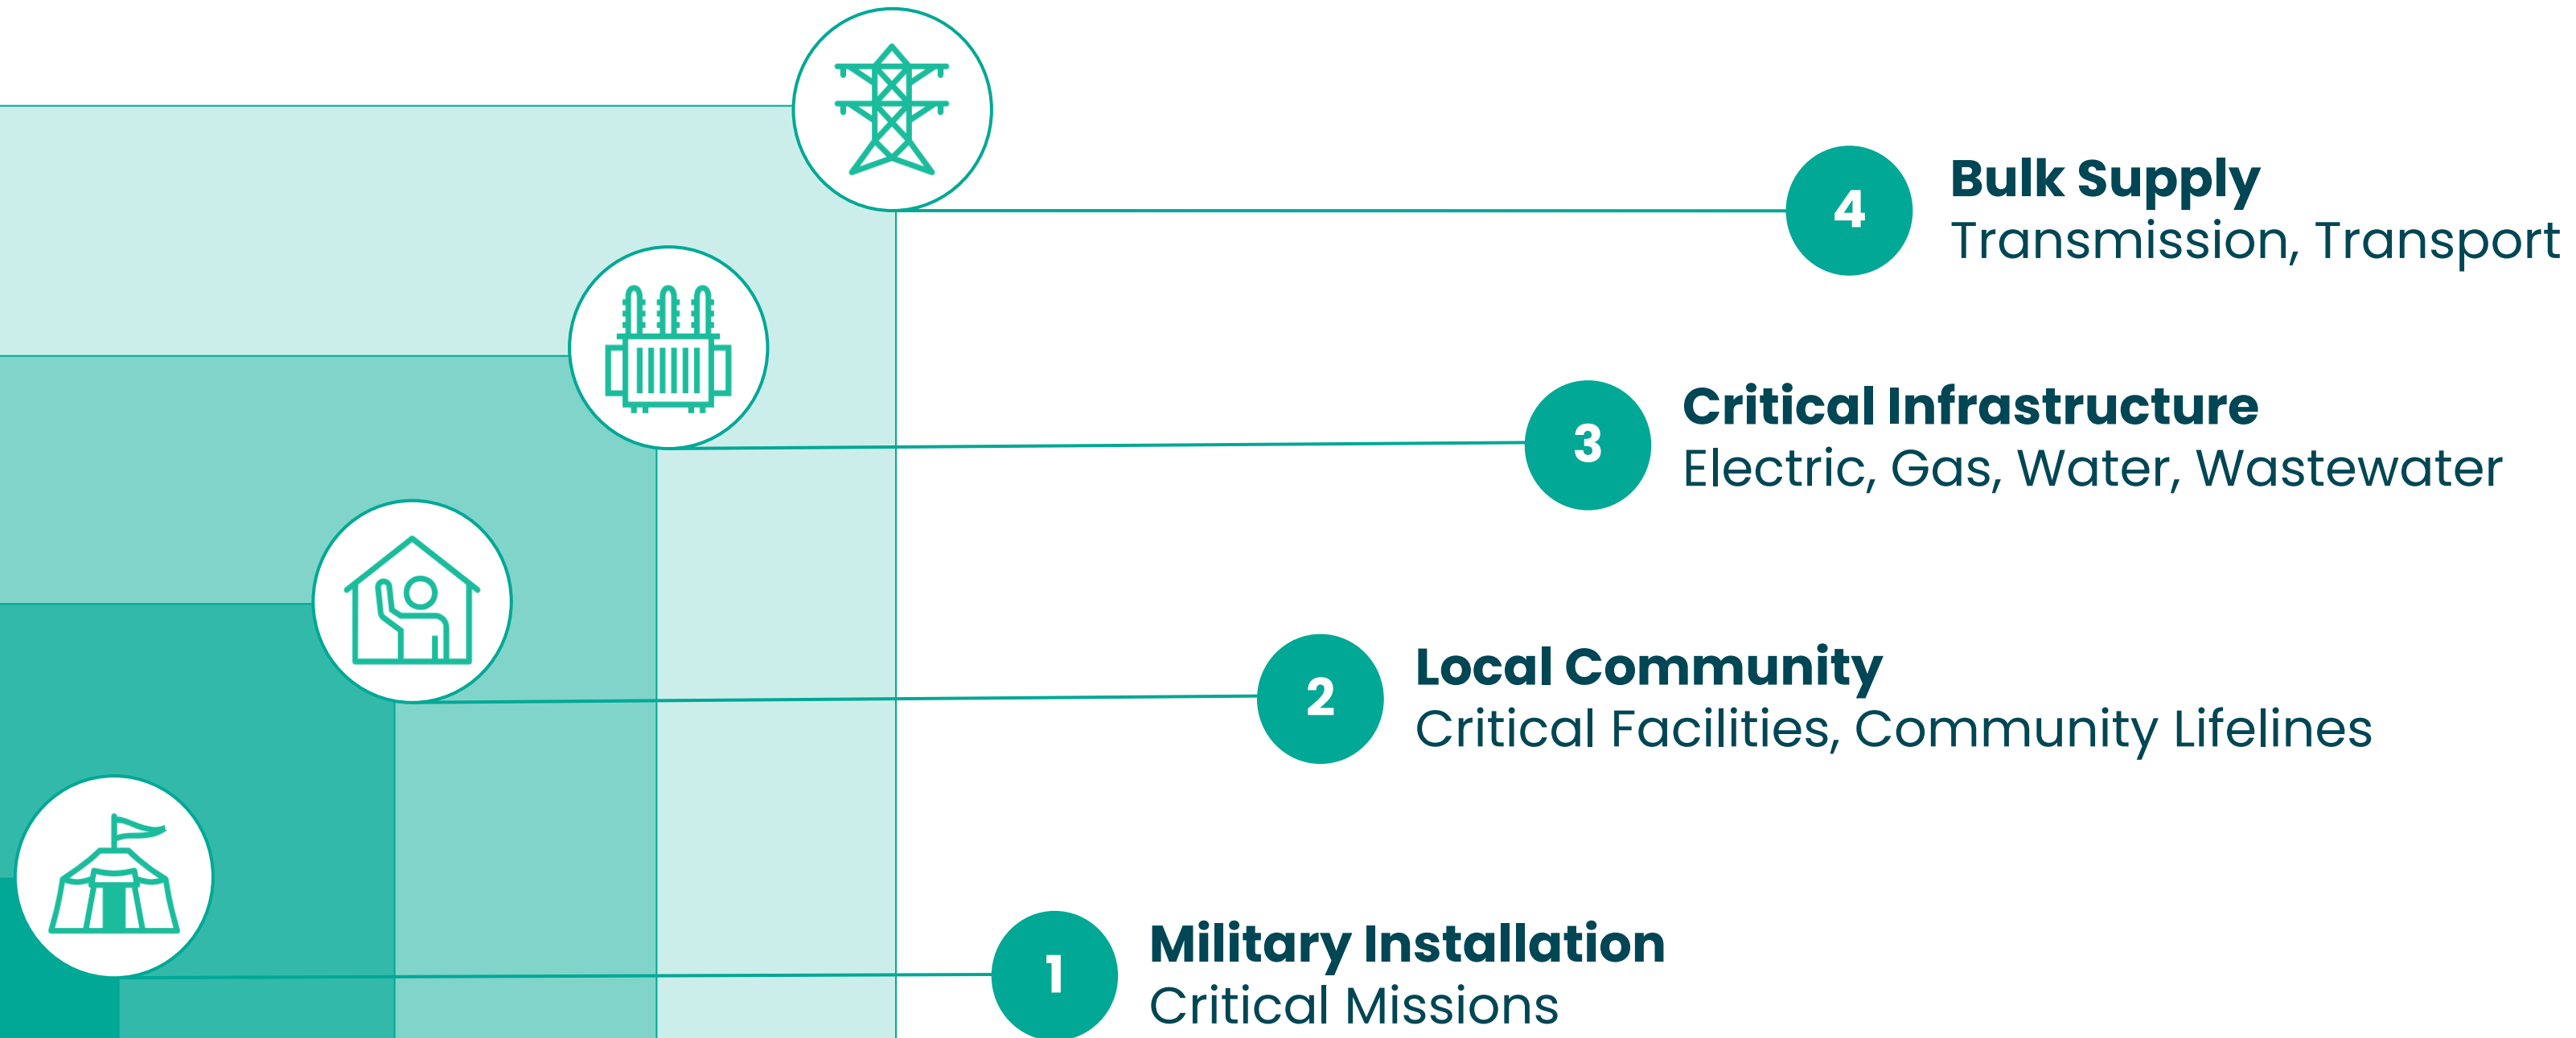 4
Bulk Supply
Transmission, Transport
3
Critical Infrastructure
Electric, Gas, Water, Wastewater
2
Local Community
Critical Facilities, Community Lifelines
1
Military Installation
Critical Missions